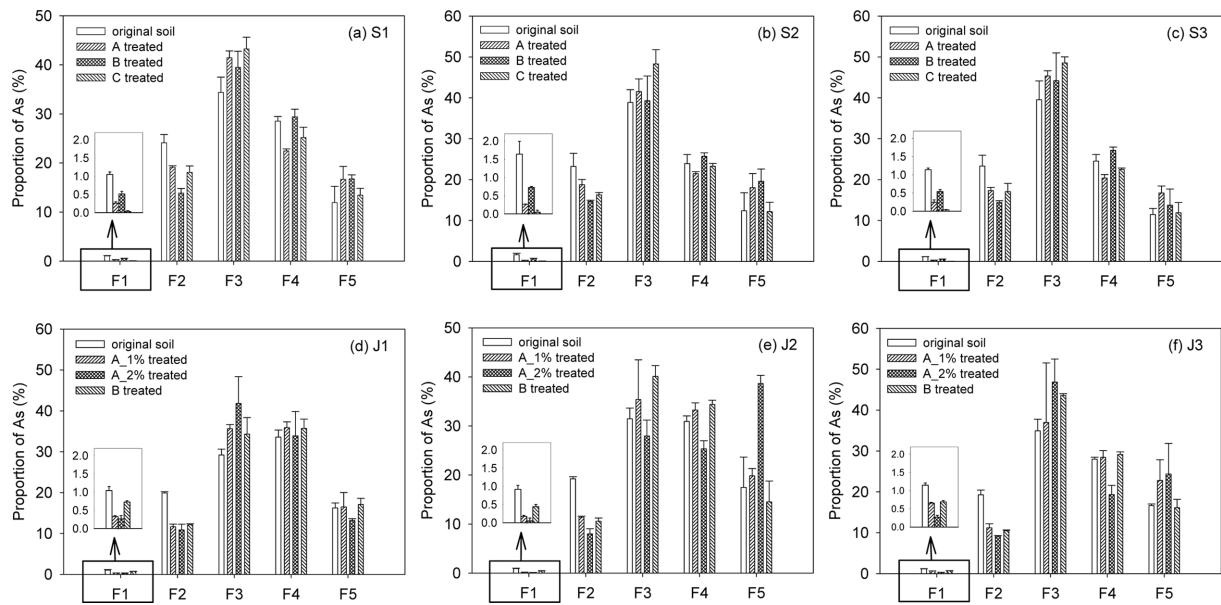 50
40
30
20
10
0
Proportion of As (%)
original soil
A treated
B treated
C treated
(a) S1
2.0
1.5
1.0
0.5
0.0
F1 F2 F3 F4 F5
60
50
40
30
20
10
0
Proportion of As (%)
original soil
A treated
B treated
C treated
(b) S2
2.0
1.5
1.0
0.5
0.0
F1 F2 F3 F4 F5
60
50
40
30
20
10
0
Proportion of As (%)
original soil
A treated
B treated
C treated
(c) S3
2.0
1.5
1.0
0.5
0.0
F1 F2 F3 F4 F5
60
50
40
30
20
10
0
Proportion of As (%)
original soil
A_1% treated
A_2% treated
B treated
(d) J1
2.0
1.5
1.0
0.5
0.0
F1 F2 F3 F4 F5
50
40
30
20
10
0
Proportion of As (%)
original soil
A_1% treated
A_2% treated
B treated
(e) J2
2.0
1.5
1.0
0.5
0.0
F1 F2 F3 F4 F5
60
50
40
30
20
10
0
Proportion of As (%)
original soil
A_1% treated
A_2% treated
B treated
(f) J3
2.0
1.5
1.0
0.5
0.0
F1 F2 F3 F4 F5